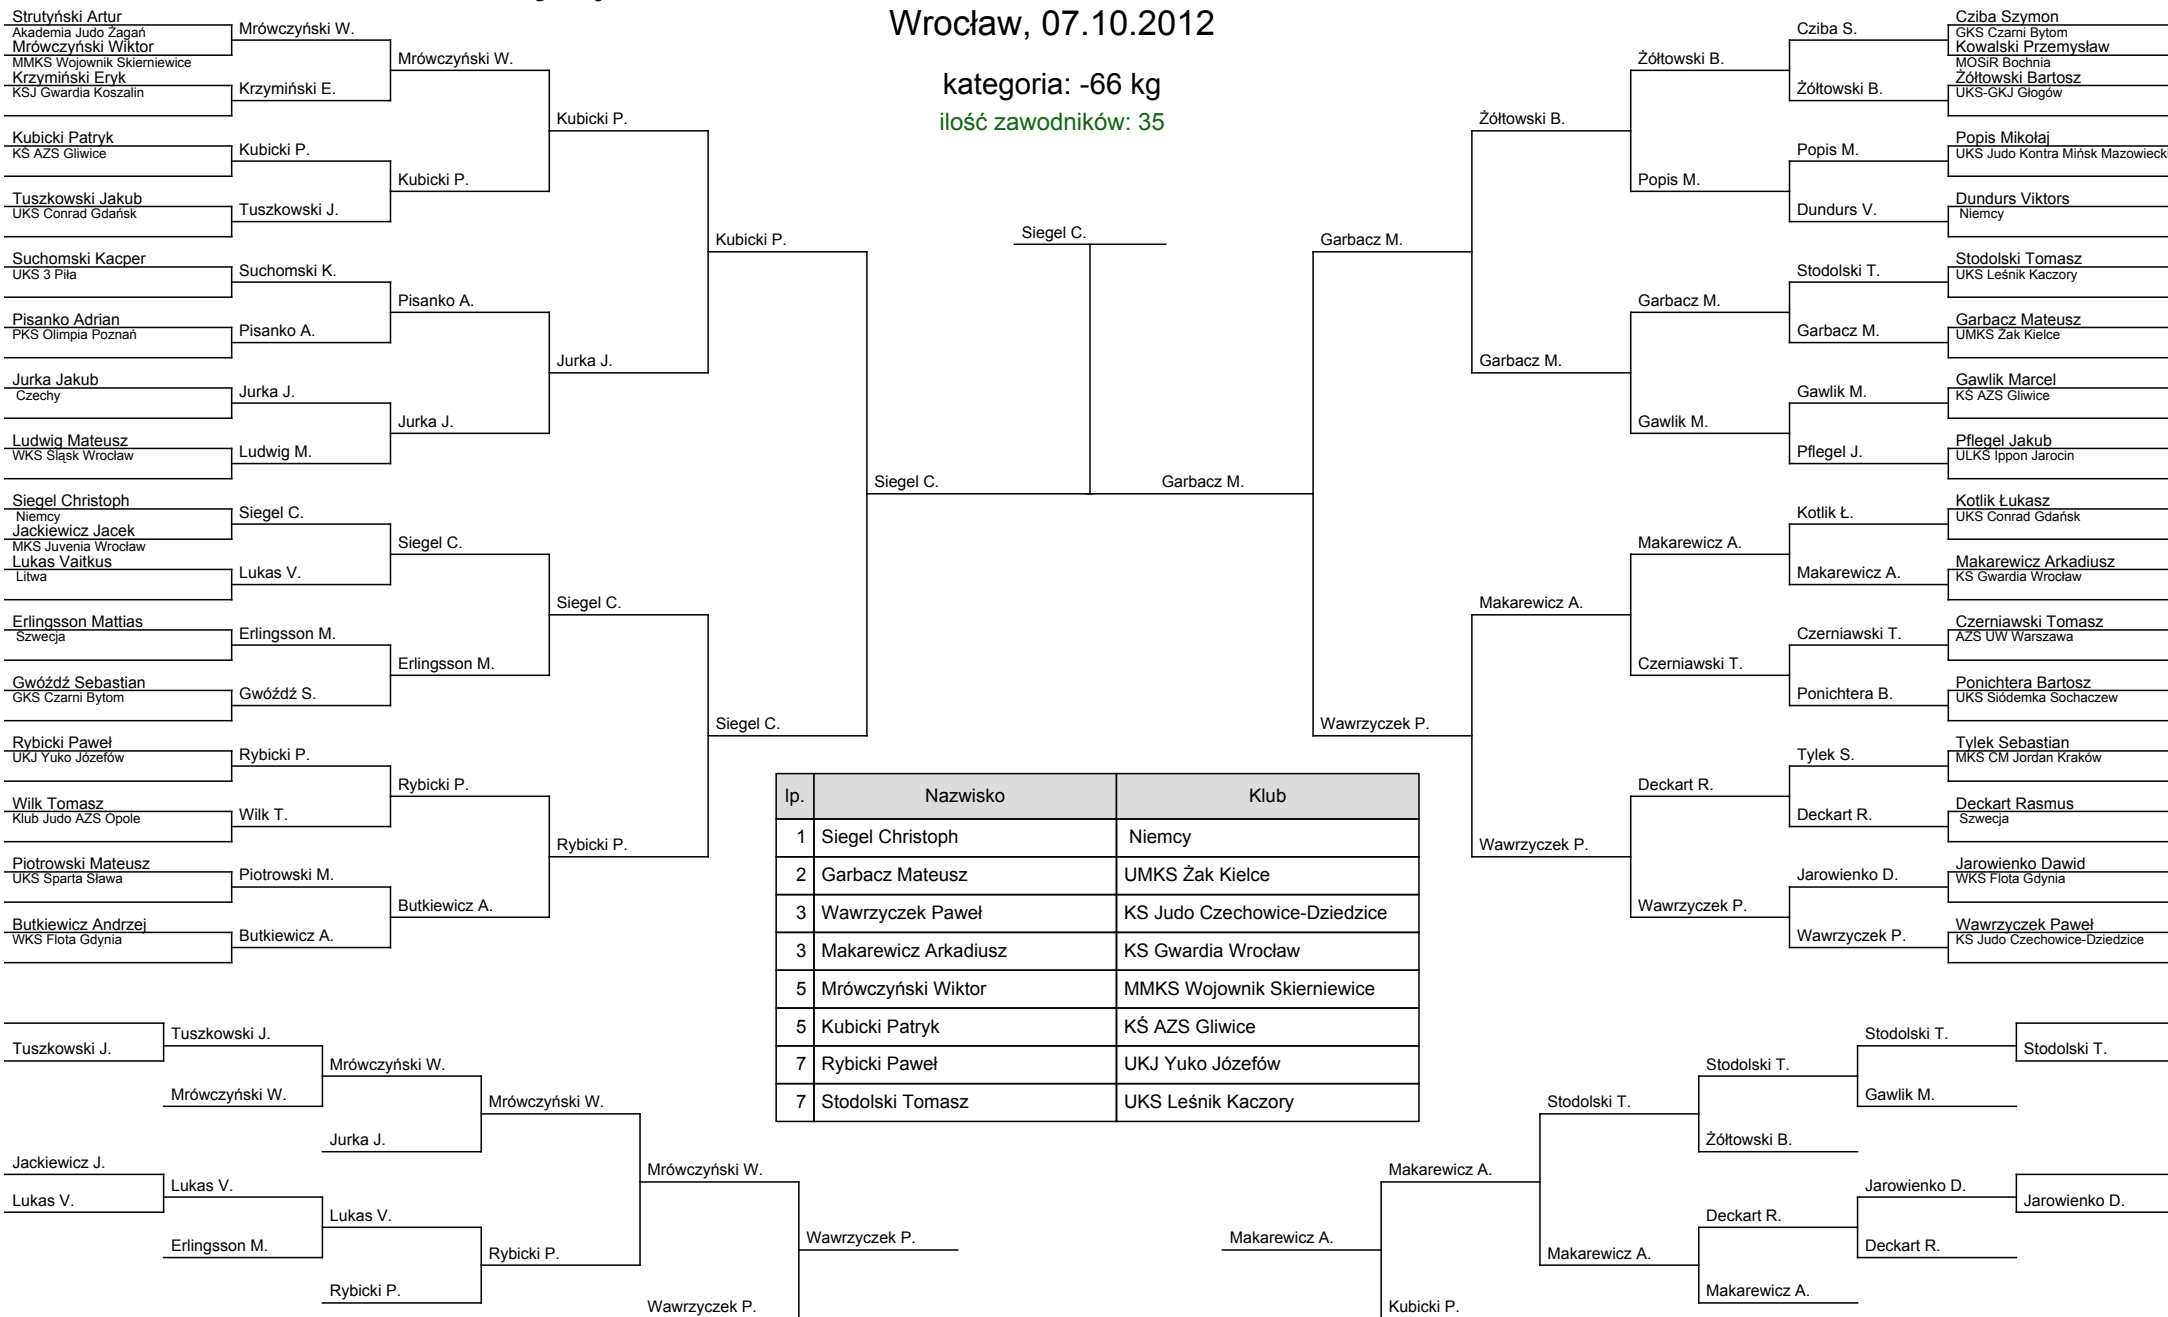 Wrocław, 07.10.2012
kategoria: -66 kg
ilość zawodników: 35
Strutyński Artur
Akademia Judo Żagań
Mrówczyński Wiktor
MMKS Wojownik Skierniewice
Krzymiński Eryk
KSJ Gwardia Koszalin
Kubicki Patryk
KŚ AZS Gliwice
Tuszkowski Jakub
UKS Conrad Gdańsk
Suchomski Kacper
UKS 3 Piła
Pisanko Adrian
PKS Olimpia Poznań
Jurka Jakub
Czechy
Ludwig Mateusz
WKS Śląsk Wrocław
Siegel Christoph
Niemcy
Jackiewicz Jacek
MKS Juvenia Wrocław
Lukas Vaitkus
Litwa
Erlingsson Mattias
Szwecja
Gwóźdź Sebastian
GKS Czarni Bytom
Rybicki Paweł
UKJ Yuko Józefów
Wilk Tomasz
Klub Judo AZS Opole
Piotrowski Mateusz
UKS Sparta Sława
Butkiewicz Andrzej
WKS Flota Gdynia
Mrówczyński W.
Krzymiński E.
Kubicki P.
Tuszkowski J.
Suchomski K.
Pisanko A.
Jurka J.
Ludwig M.
Siegel C.
Lukas V.
Erlingsson M.
Gwóźdź S.
Rybicki P.
Wilk T.
Piotrowski M.
Butkiewicz A.
Mrówczyński W.
Kubicki P.
Pisanko A.
Jurka J.
Siegel C.
Erlingsson M.
Rybicki P.
Butkiewicz A.
Kubicki P.
Jurka J.
Siegel C.
Rybicki P.
Kubicki P.
Siegel C.
Siegel C.
Siegel C.
Garbacz M.
Garbacz M.
Wawrzyczek P.
Żółtowski B.
Garbacz M.
Makarewicz A.
Wawrzyczek P.
Żółtowski B.
Popis M.
Garbacz M.
Gawlik M.
Makarewicz A.
Czerniawski T.
Deckart R.
Wawrzyczek P.
Cziba S.
Żółtowski B.
Popis M.
Dundurs V.
Stodolski T.
Garbacz M.
Gawlik M.
Pflegel J.
Kotlik Ł.
Makarewicz A.
Czerniawski T.
Ponichtera B.
Tylek S.
Deckart R.
Jarowienko D.
Wawrzyczek P.
Cziba Szymon
GKS Czarni Bytom
Kowalski Przemysław
MOSiR Bochnia
Żółtowski Bartosz
UKS-GKJ Głogów
Popis Mikołaj
UKS Judo Kontra Mińsk Mazowiecki
Dundurs Viktors
Niemcy
Stodolski Tomasz
UKS Leśnik Kaczory
Garbacz Mateusz
UMKS Żak Kielce
Gawlik Marcel
KŚ AZS Gliwice
Pflegel Jakub
ULKS Ippon Jarocin
Kotlik Łukasz
UKS Conrad Gdańsk
Makarewicz Arkadiusz
KS Gwardia Wrocław
Czerniawski Tomasz
AZS UW Warszawa
Ponichtera Bartosz
UKS Siódemka Sochaczew
Tylek Sebastian
MKS CM Jordan Kraków
Deckart Rasmus
Szwecja
Jarowienko Dawid
WKS Flota Gdynia
Wawrzyczek Paweł
KS Judo Czechowice-Dziedzice
lp. Nazwisko Klub
1 Siegel Christoph Niemcy
2 Garbacz Mateusz UMKS Żak Kielce
3 Wawrzyczek Paweł KS Judo Czechowice-Dziedzice
3 Makarewicz Arkadiusz KS Gwardia Wrocław
5 Mrówczyński Wiktor MMKS Wojownik Skierniewice
5 Kubicki Patryk KŚ AZS Gliwice
7 Rybicki Paweł UKJ Yuko Józefów
7 Stodolski Tomasz UKS Leśnik Kaczory
Tuszkowski J.
Jackiewicz J.
Lukas V.
Tuszkowski J.
Mrówczyński W.
Lukas V.
Erlingsson M.
Mrówczyński W.
Jurka J.
Lukas V.
Rybicki P.
Mrówczyński W.
Rybicki P.
Mrówczyński W.
Wawrzyczek P.
Wawrzyczek P.
Makarewicz A.
Makarewicz A.
Kubicki P.
Stodolski T.
Makarewicz A.
Stodolski T.
Żółtowski B.
Deckart R.
Makarewicz A.
Stodolski T.
Gawlik M.
Jarowienko D.
Deckart R.
Stodolski T.
Jarowienko D.